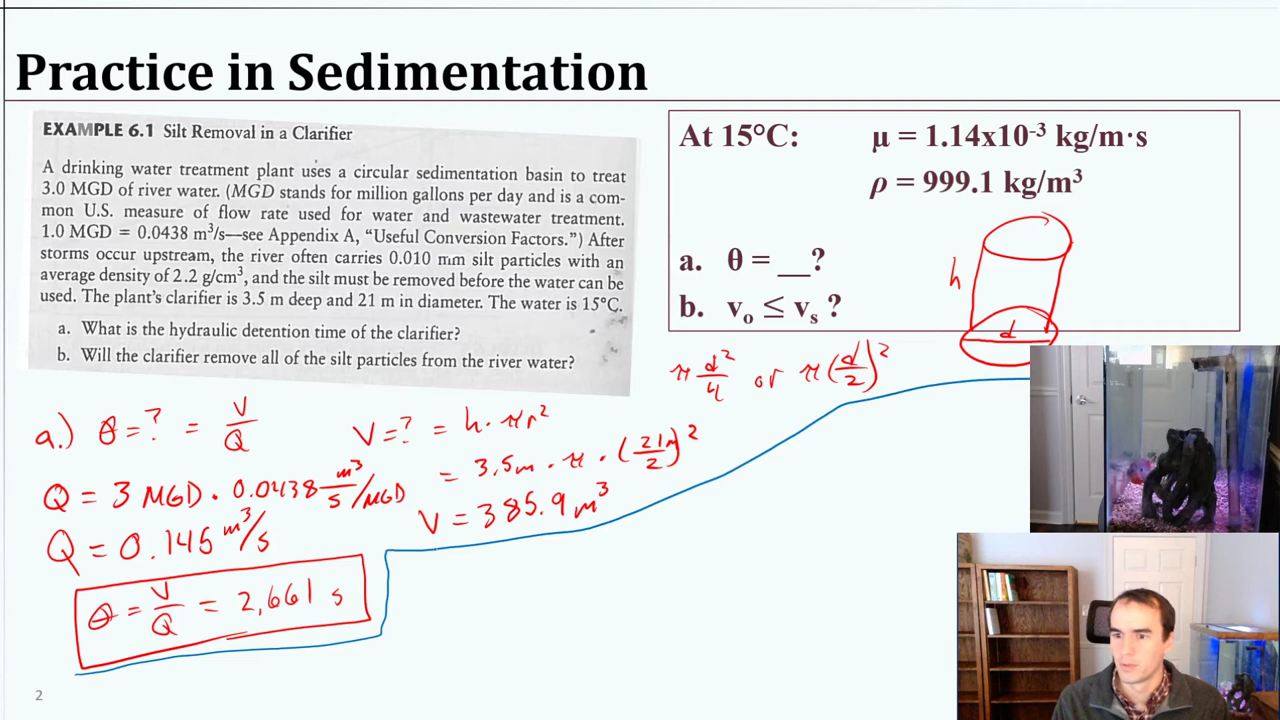 Practice in Sedimentation
EXAMPLE 6.1 Silt Removal in a Clarifier
A drinking water treatment plant uses a circular sedimentation basin to treat
3.0 MGD of river water. (MGD stands for million gallons per day and is a com-
mon U.S. measure of flow rate used for water and wastewater treatment.
1.0 MGD = 0.0438 m³/s—see Appendix A, “Useful Conversion Factors.”) After
storms occur upstream, the river often carries 0.010 mm silt particles with an
average density of 2.2 g/cm³, and the silt must be removed before the water can be
used. The plant's clarifier is 3.5 m deep and 21 m in diameter. The water is 15°C.
a. What is the hydraulic detention time of the clarifier?
b. Will the clarifier remove all of the silt particles from the river water?
At 15°C: μ = 1.14x10⁻³ kg/m·s
ρ = 999.1 kg/m³
a. θ = __?
b. vₒ ≤ vₛ ?
h
d
π d²/4 or π(d/2)²
a.) θ = ? = V/Q
V = ? = h · πr²
= 3.5m · π · (21m/2)²
V = 385.9 m³
Q = 3 MGD · 0.0438 m³/s/MGD
Q = 0.145 m³/s
θ = V/Q = 2,661 s
2